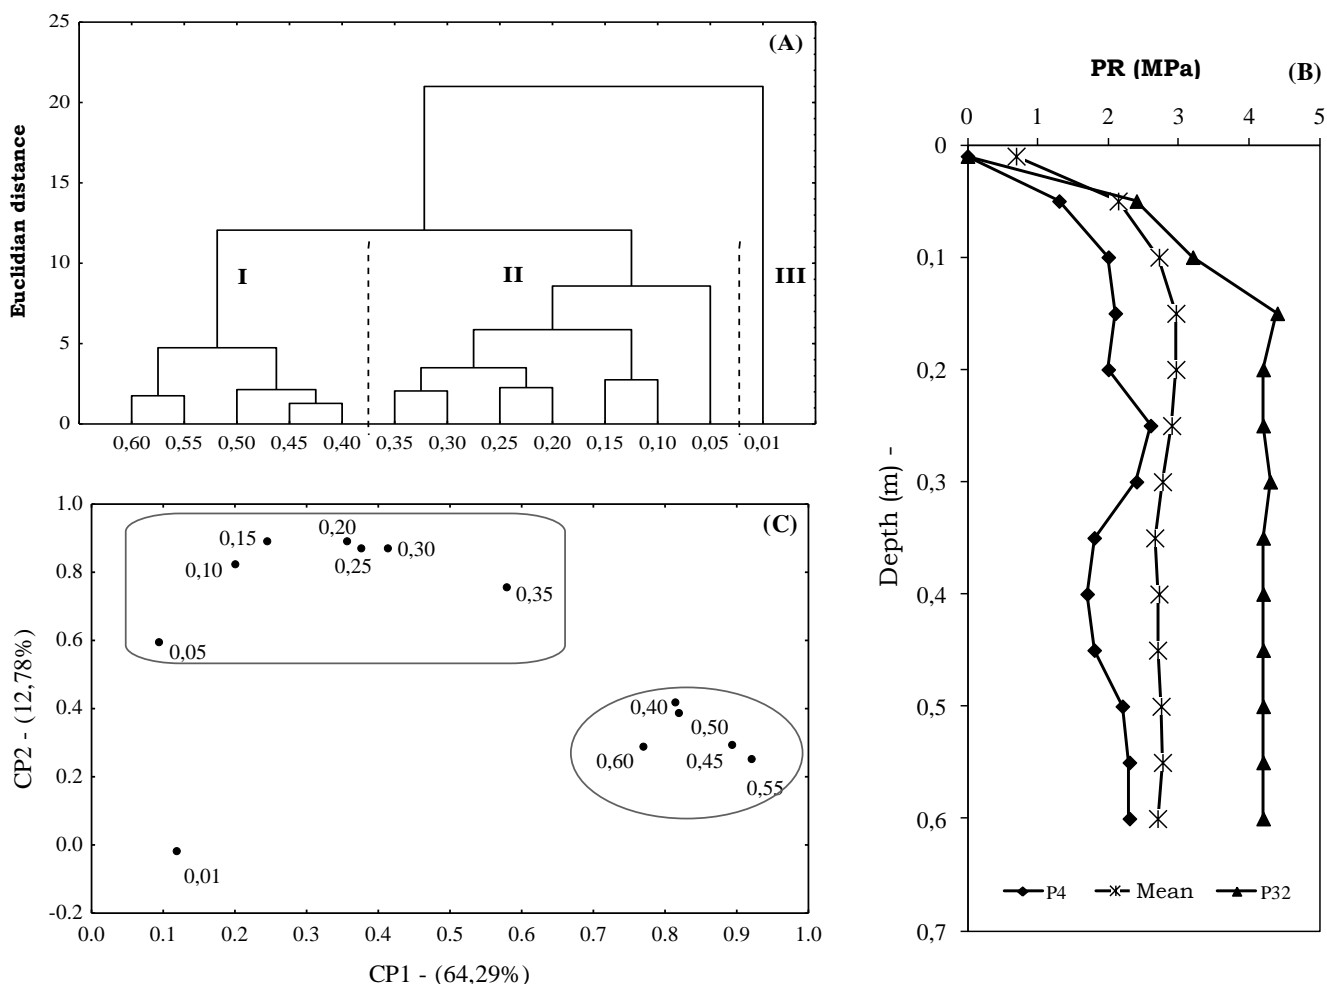 25
20
15
10
5
0
Euclidian distance
(A)
I
II
III
0,60 0,55 0,50 0,45 0,40 0,35 0,30 0,25 0,20 0,15 0,10 0,05 0,01
PR (MPa)
(B)
0 1 2 3 4 5
0
0,1
0,2
0,3
0,4
0,5
0,6
0,7
Depth (m) -
P4 Mean P32
1.0
0.8
0.6
0.4
0.2
0.0
-0.2
CP2 - (12,78%)
(C)
0,15
0,20
0,30
0,10
0,25
0,35
0,05
0,40
0,50
0,60
0,45
0,55
0,01
0.0 0.1 0.2 0.3 0.4 0.5 0.6 0.7 0.8 0.9 1.0
CP1 - (64,29%)